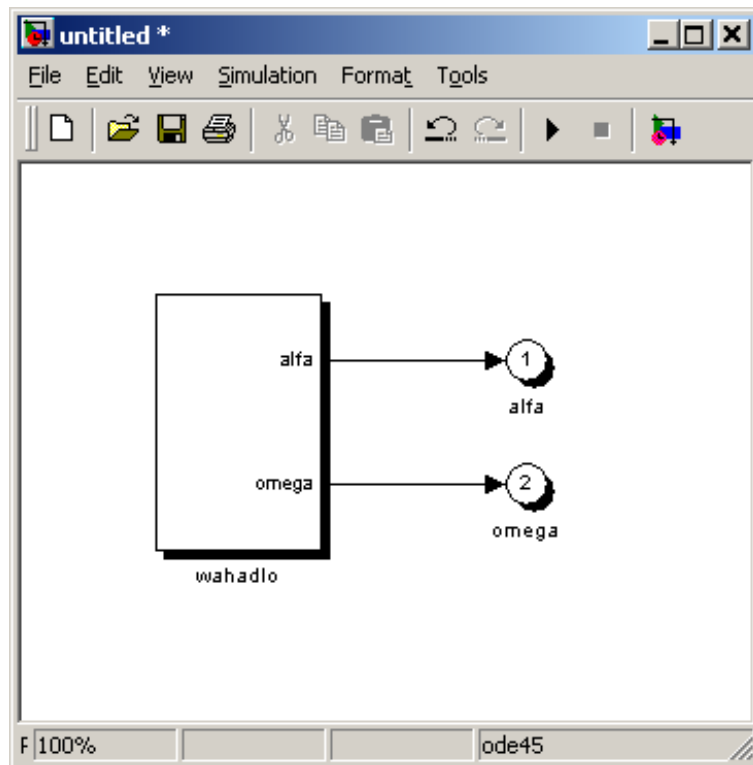 untitled *
File Edit View Simulation Format Tools
alfa
1
alfa
omega
2
omega
wahadlo
F 100% ode45